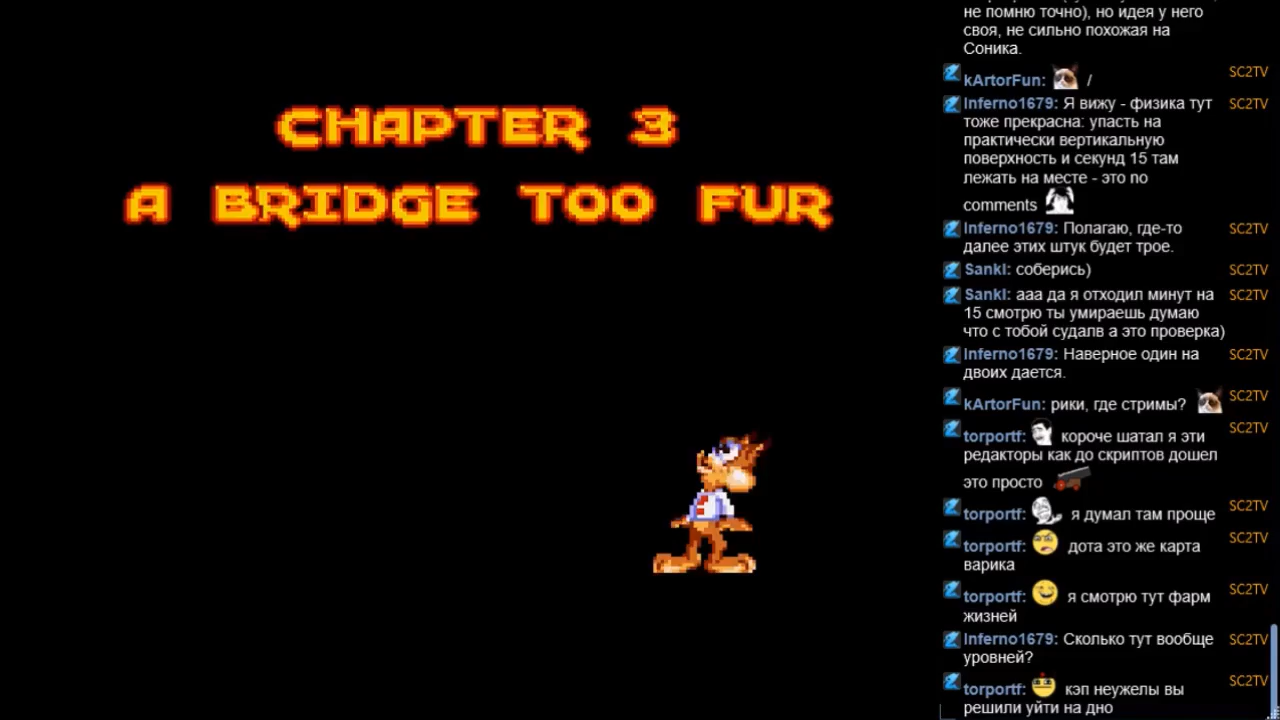 CHAPTER 3
A BRIDGE TOO FUR
не помню точно), но идея у него
своя, не сильно похожая на
Соника.
kArtorFun: / SC2TV
Inferno1679: Я вижу - физика тут SC2TV
тоже прекрасна: упасть на
практически вертикальную
поверхность и секунд 15 там
лежать на месте - это no
comments
Inferno1679: Полагаю, где-то SC2TV
далее этих штук будет трое.
Sankl: соберись) SC2TV
Sankl: ааа да я отходил минут на SC2TV
15 смотрю ты умираешь думаю
что с тобой судалв а это проверка)
Inferno1679: Наверное один на SC2TV
двоих дается.
kArtorFun: рики, где стримы? SC2TV
torportf: короче шатал я эти SC2TV
редакторы как до скриптов дошел
это просто
torportf: я думал там проще SC2TV
torportf: дота это же карта SC2TV
варика
torportf: я смотрю тут фарм SC2TV
жизней
Inferno1679: Сколько тут вообще SC2TV
уровней?
torportf: кэп неужелы вы SC2TV
решили уйти на дно